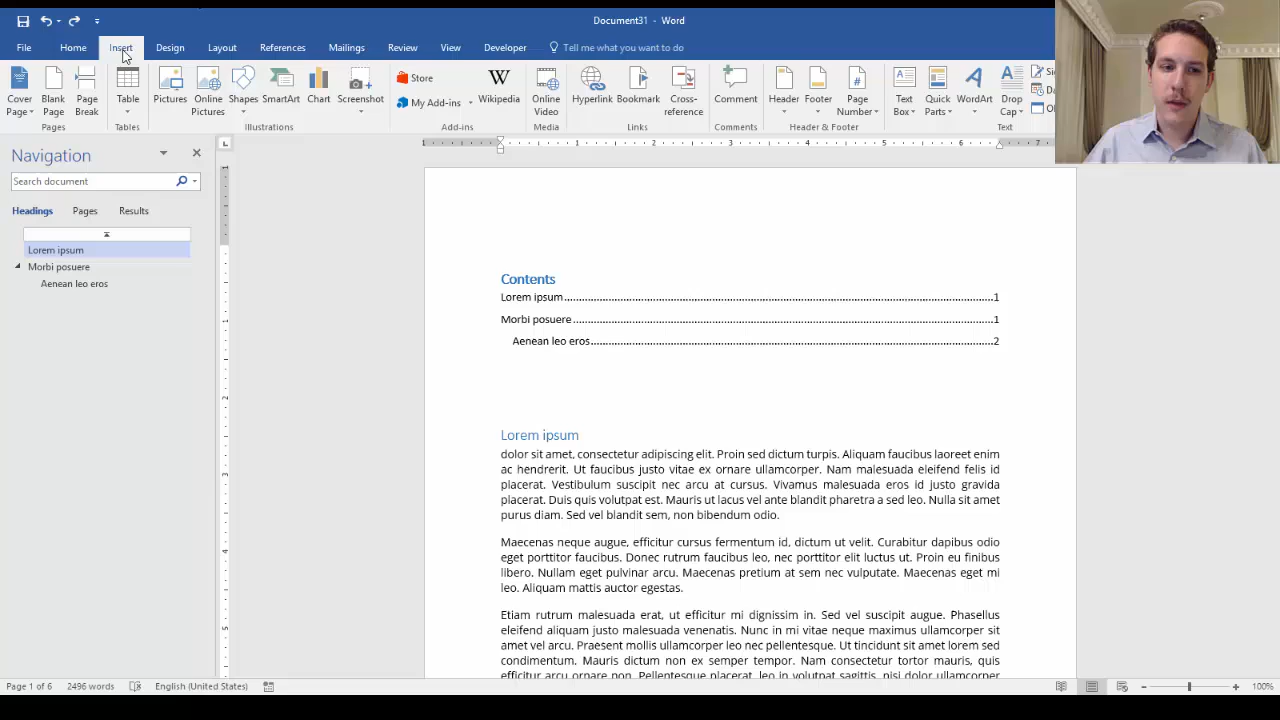 Document31 - Word
File Home Insert Design Layout References Mailings Review View Developer Tell me what you want to do
Cover Page Blank Page Page Break Table Pictures Online Pictures Shapes SmartArt Chart Screenshot Store My Add-ins Wikipedia Online Video Hyperlink Bookmark Cross-reference Comment Header Footer Page Number Text Box Quick Parts WordArt Drop Cap
Pages Tables Illustrations Add-ins Media Links Comments Header & Footer Text
Navigation
Search document
Headings Pages Results
Lorem ipsum
Morbi posuere
Aenean leo eros
Contents
Lorem ipsum 1
Morbi posuere 1
Aenean leo eros 2
Lorem ipsum
dolor sit amet, consectetur adipiscing elit. Proin sed dictum turpis. Aliquam faucibus laoreet enim
ac hendrerit. Ut faucibus justo vitae ex ornare ullamcorper. Nam malesuada eleifend felis id
placerat. Vestibulum suscipit nec arcu at cursus. Vivamus malesuada eros id justo gravida
placerat. Duis quis volutpat est. Mauris ut lacus vel ante blandit pharetra a sed leo. Nulla sit amet
purus diam. Sed vel blandit sem, non bibendum odio.
Maecenas neque augue, efficitur cursus fermentum id, dictum ut velit. Curabitur dapibus odio
eget porttitor faucibus. Donec rutrum faucibus leo, nec porttitor elit luctus ut. Proin eu finibus
libero. Nullam eget pulvinar arcu. Maecenas pretium at sem nec vulputate. Maecenas eget mi
leo. Aliquam mattis auctor egestas.
Etiam rutrum malesuada erat, ut efficitur mi dignissim in. Sed vel suscipit augue. Phasellus
eleifend aliquam justo malesuada venenatis. Nunc in mi vitae neque maximus ullamcorper sit
amet vel arcu. Praesent mollis ullamcorper leo nec pellentesque. Ut tincidunt sit amet lorem sed
condimentum. Mauris dictum non ex semper tempor. Nam consectetur tortor mauris, quis
efficitur arcu ornare non. Pellentesque placerat, leo in volutpat sagittis, nisi dolor ullamcorper
Page 1 of 6 2496 words English (United States) 100%